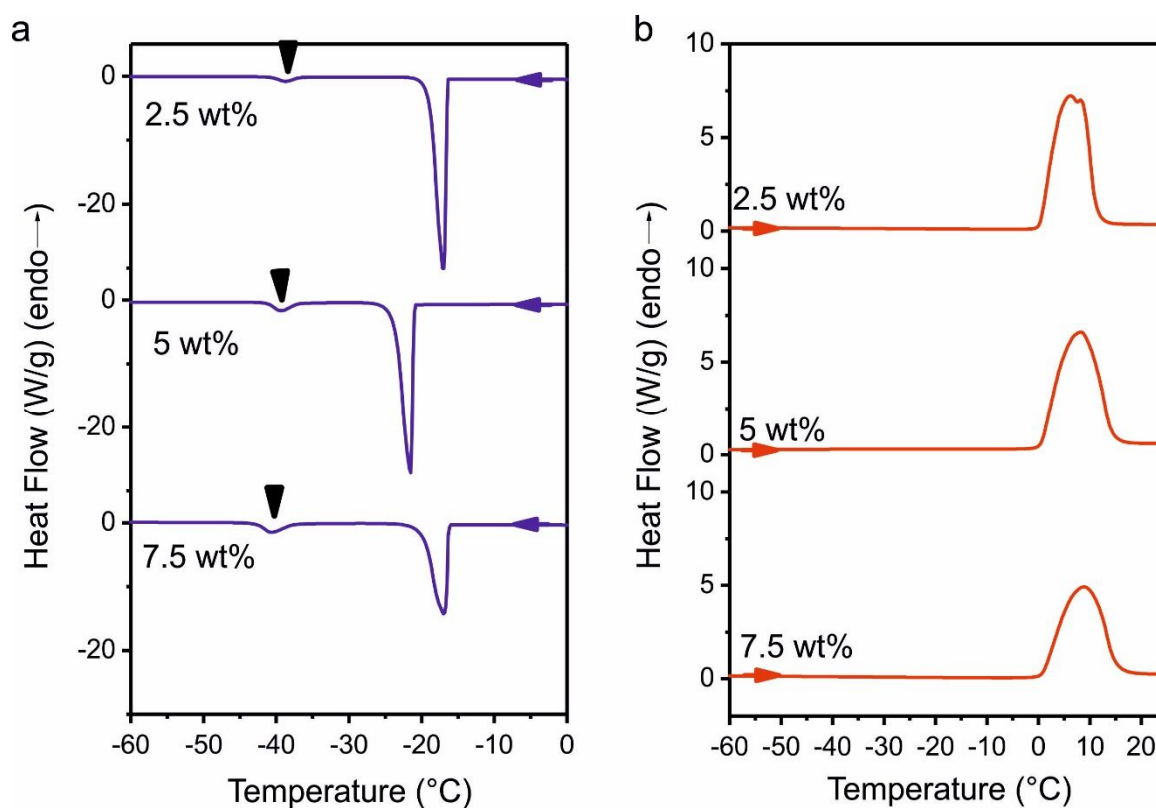 a
0
2.5 wt%
-20
0
5 wt%
-20
0
7.5 wt%
-20
-60 -50 -40 -30 -20 -10 0
Temperature (°C)
Heat Flow (W/g) (endo→)
b
10
5
2.5 wt%
0
10
5
5 wt%
0
10
5
7.5 wt%
0
-60 -50 -40 -30 -20 -10 0 10 20
Temperature (°C)
Heat Flow (W/g) (endo→)